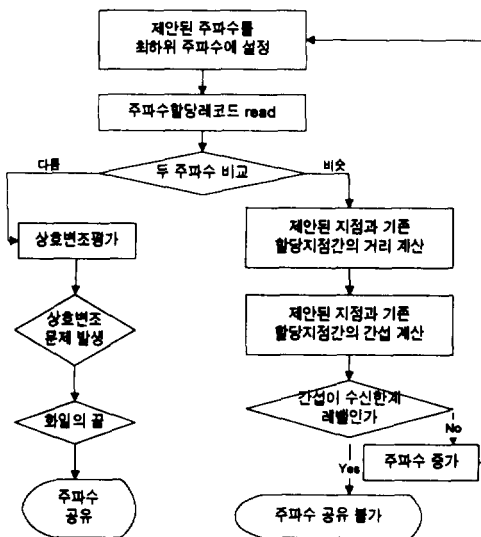 제안된 주파수를
최하위 주파수에 설정
주파수할당레코드 read
다름
두 주파수 비교
비슷
상호변조평가
제안된 지점과 기존
할당지점간의 거리 계산
상호변조
문제 발생
제안된 지점과 기존
할당지점간의 간섭 계산
화일의 끝
간섭이 수신한계
레벨인가
No
주파수 증가
Yes
주파수
공유
주파수 공유 불가